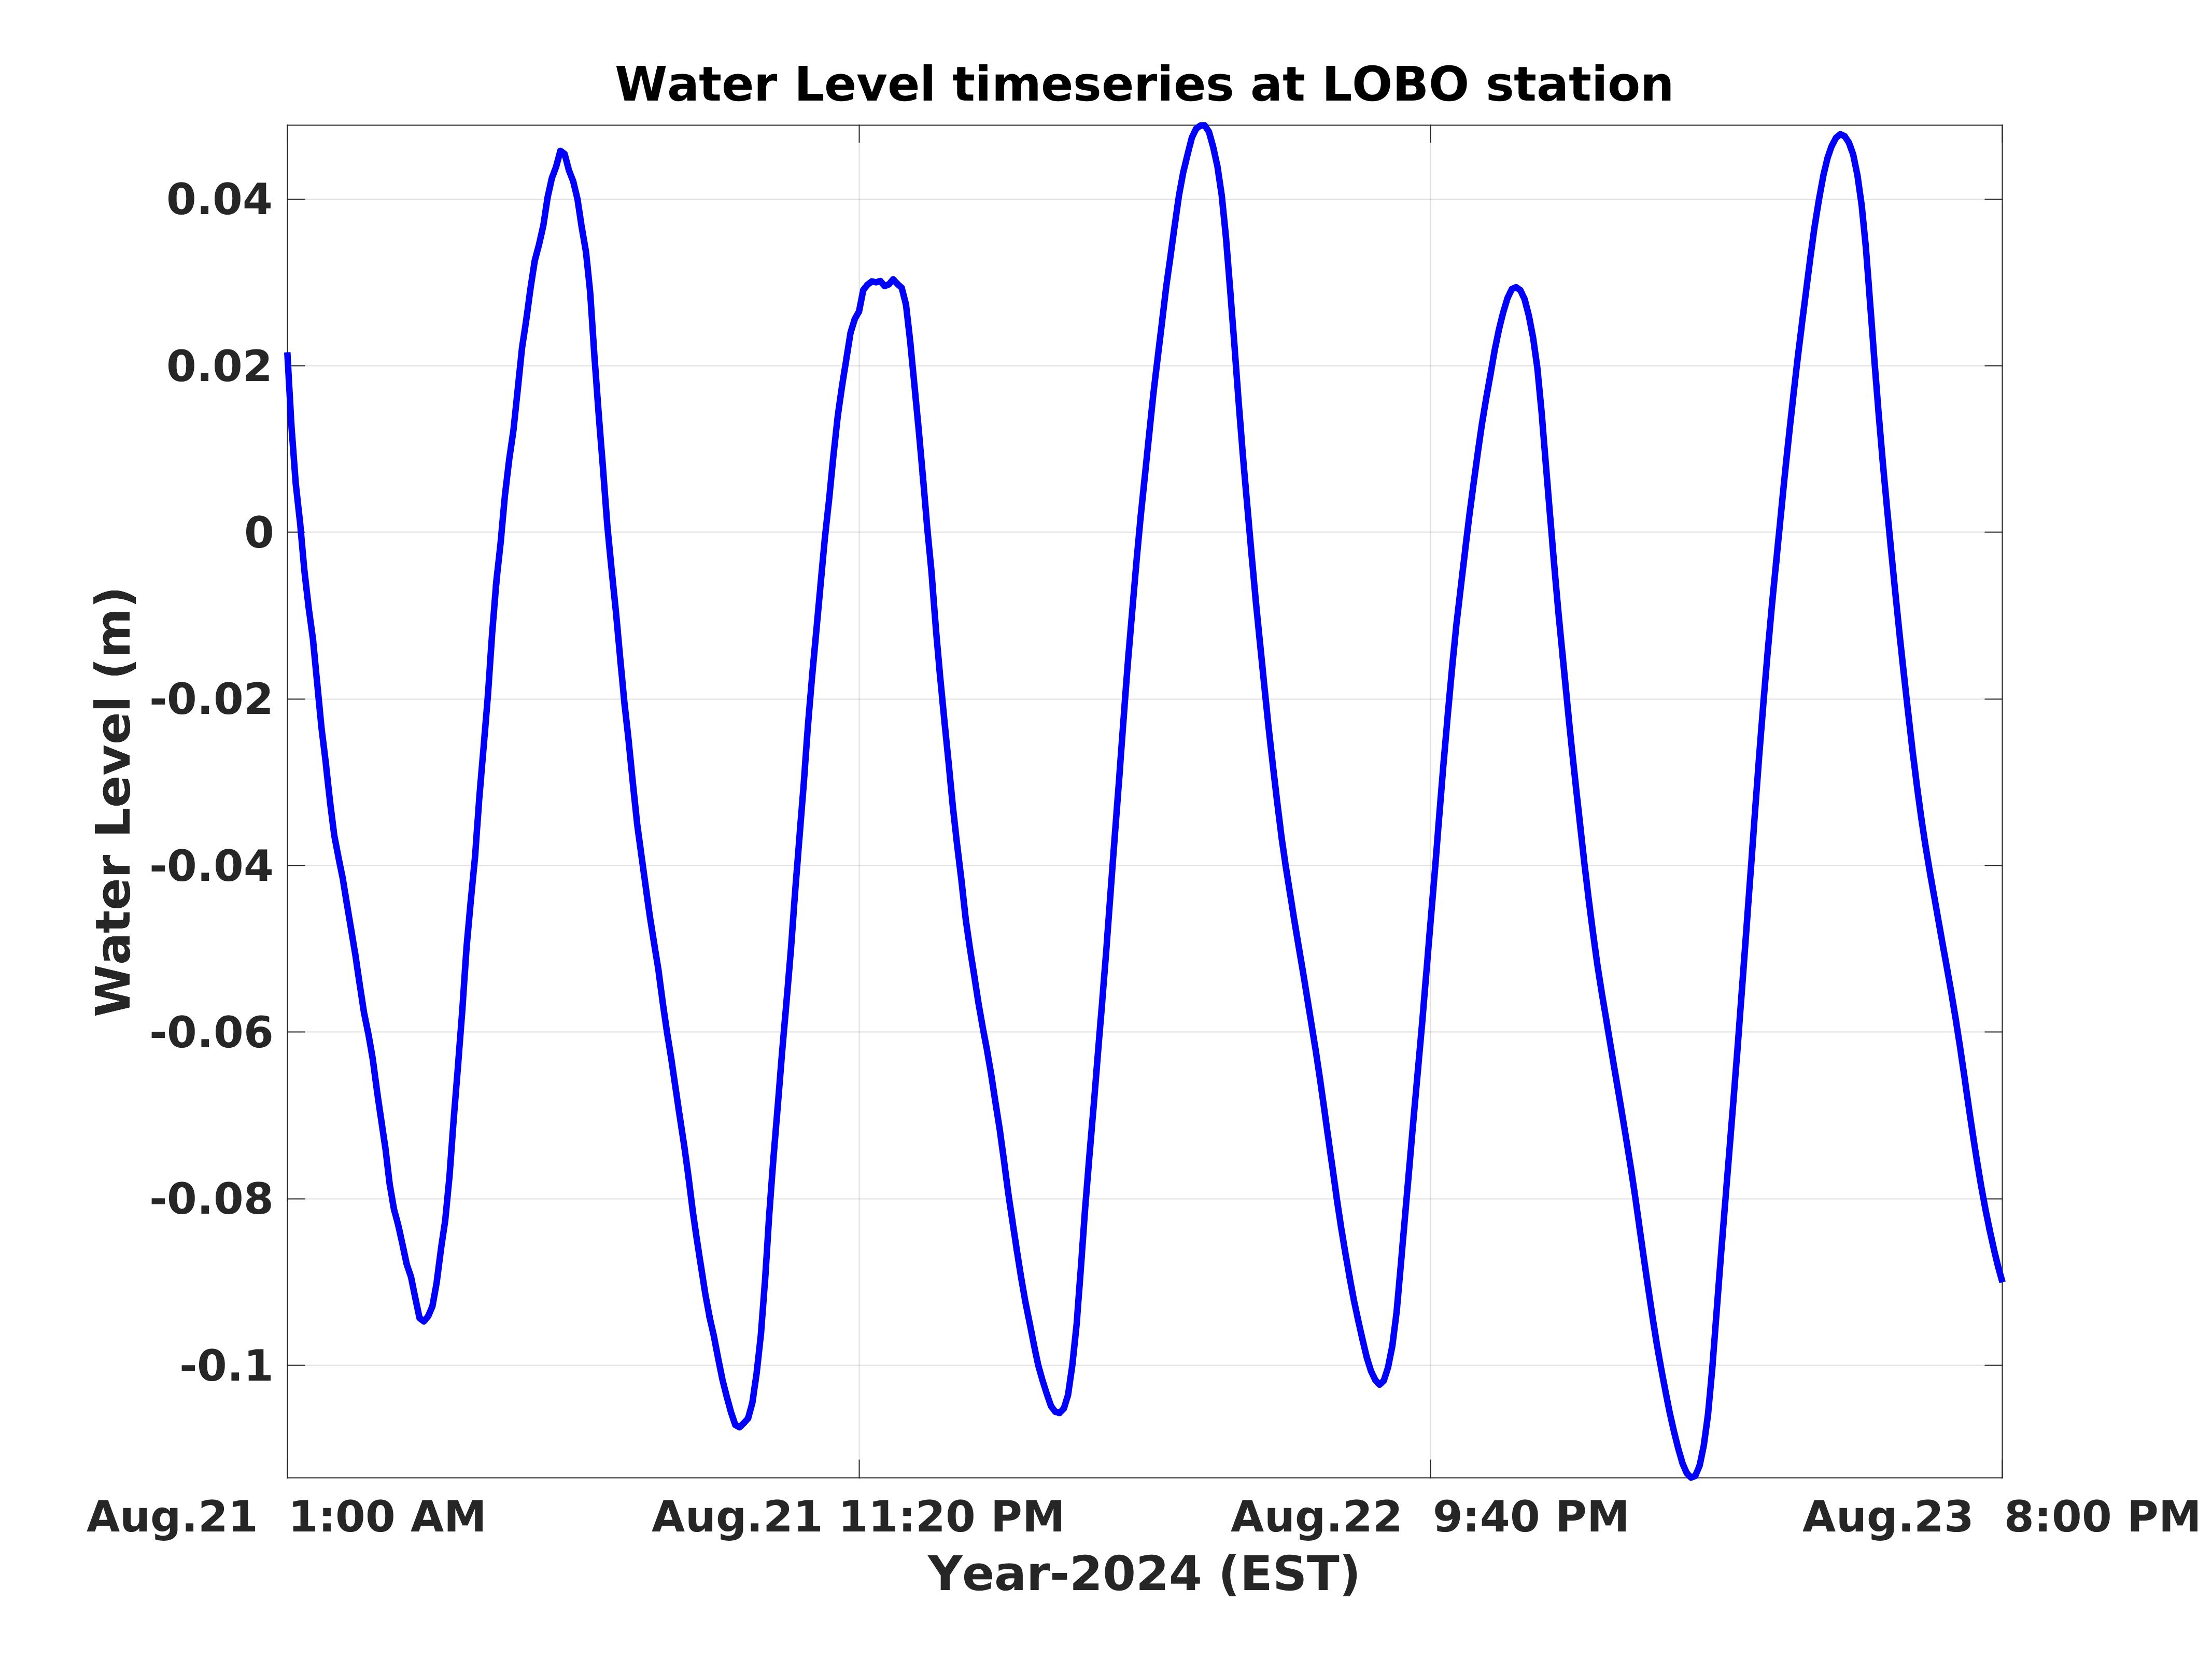 Water Level timeseries at LOBO station
Water Level (m)
0.04
0.02
0
-0.02
-0.04
-0.06
-0.08
-0.1
Aug.21  1:00 AM
Aug.21 11:20 PM
Aug.22  9:40 PM
Aug.23  8:00 PM
Year-2024 (EST)